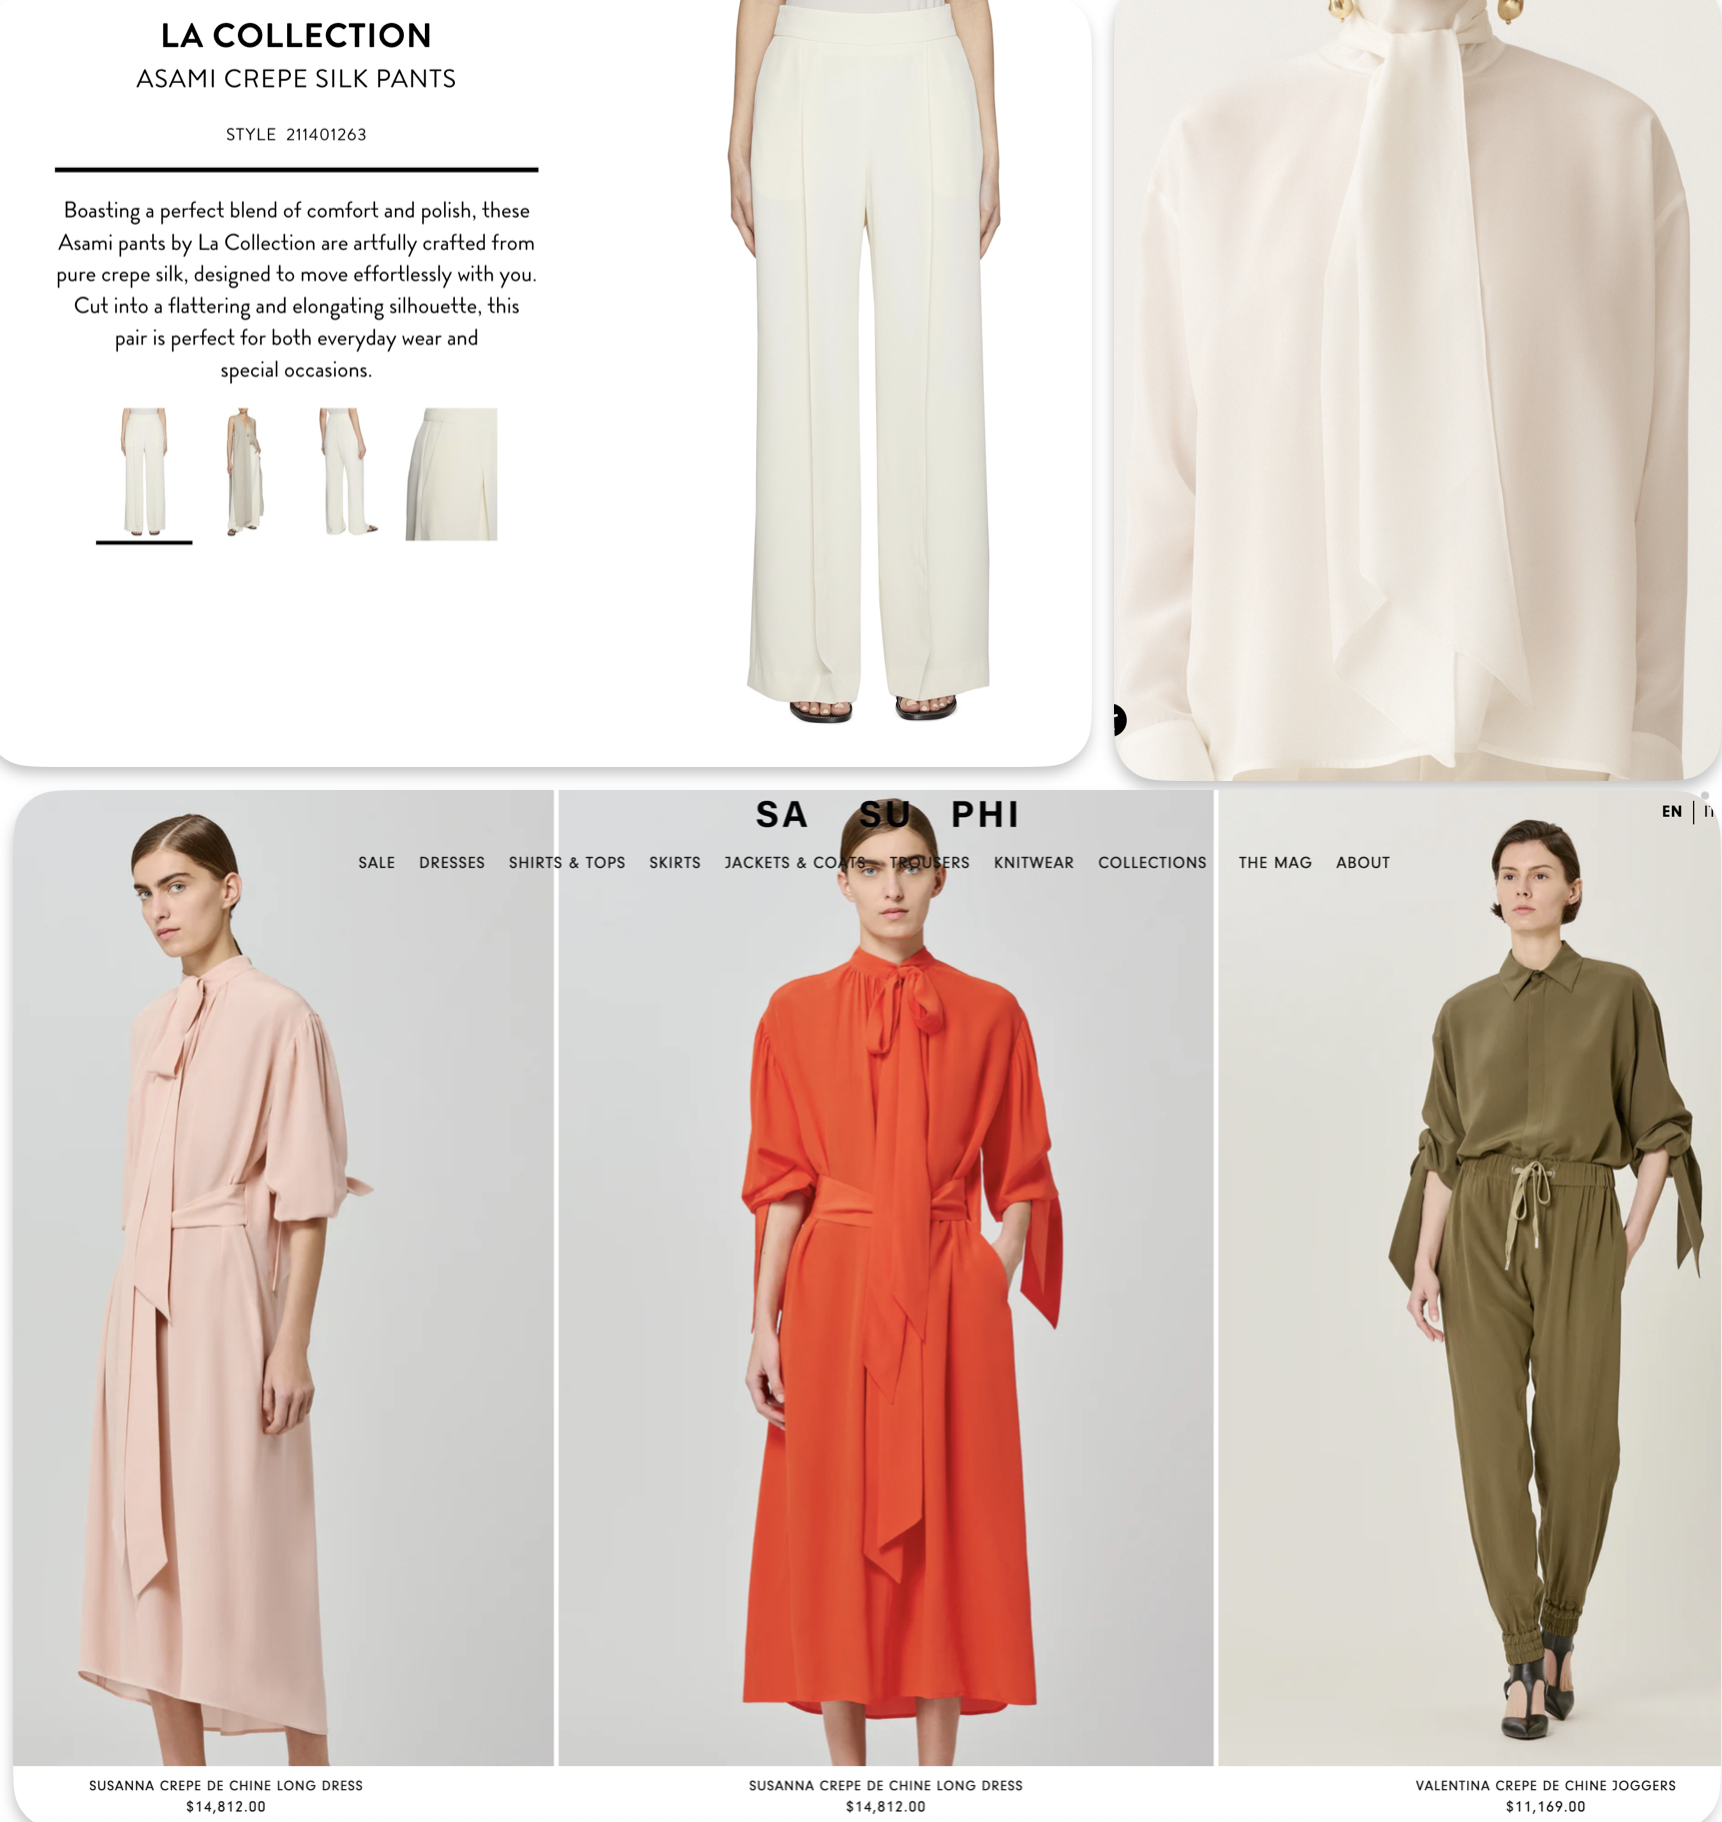 LA COLLECTION
ASAMI CREPE SILK PANTS
STYLE 211401263
Boasting a perfect blend of comfort and polish, these
Asami pants by La Collection are artfully crafted from
pure crepe silk, designed to move effortlessly with you.
Cut into a flattering and elongating silhouette, this
pair is perfect for both everyday wear and
special occasions.
SA SU PHI
EN
SALE DRESSES SHIRTS & TOPS SKIRTS JACKETS & COATS TROUSERS KNITWEAR COLLECTIONS THE MAG ABOUT
SUSANNA CREPE DE CHINE LONG DRESS
$14,812.00
SUSANNA CREPE DE CHINE LONG DRESS
$14,812.00
VALENTINA CREPE DE CHINE JOGGERS
$11,169.00